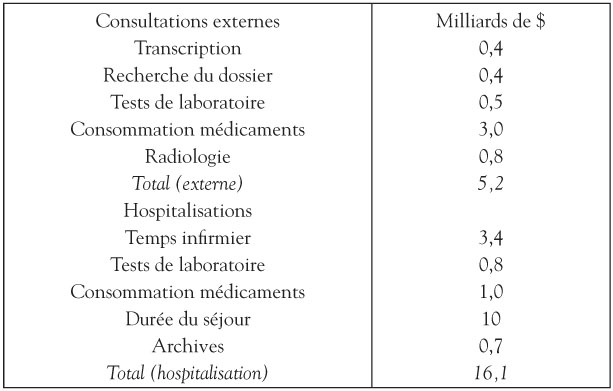 Consultations externes Milliards de $
Transcription 0,4
Recherche du dossier 0,4
Tests de laboratoire 0,5
Consommation médicaments 3,0
Radiologie 0,8
Total (externe) 5,2
Hospitalisations
Temps infirmier 3,4
Tests de laboratoire 0,8
Consommation médicaments 1,0
Durée du séjour 10
Archives 0,7
Total (hospitalisation) 16,1